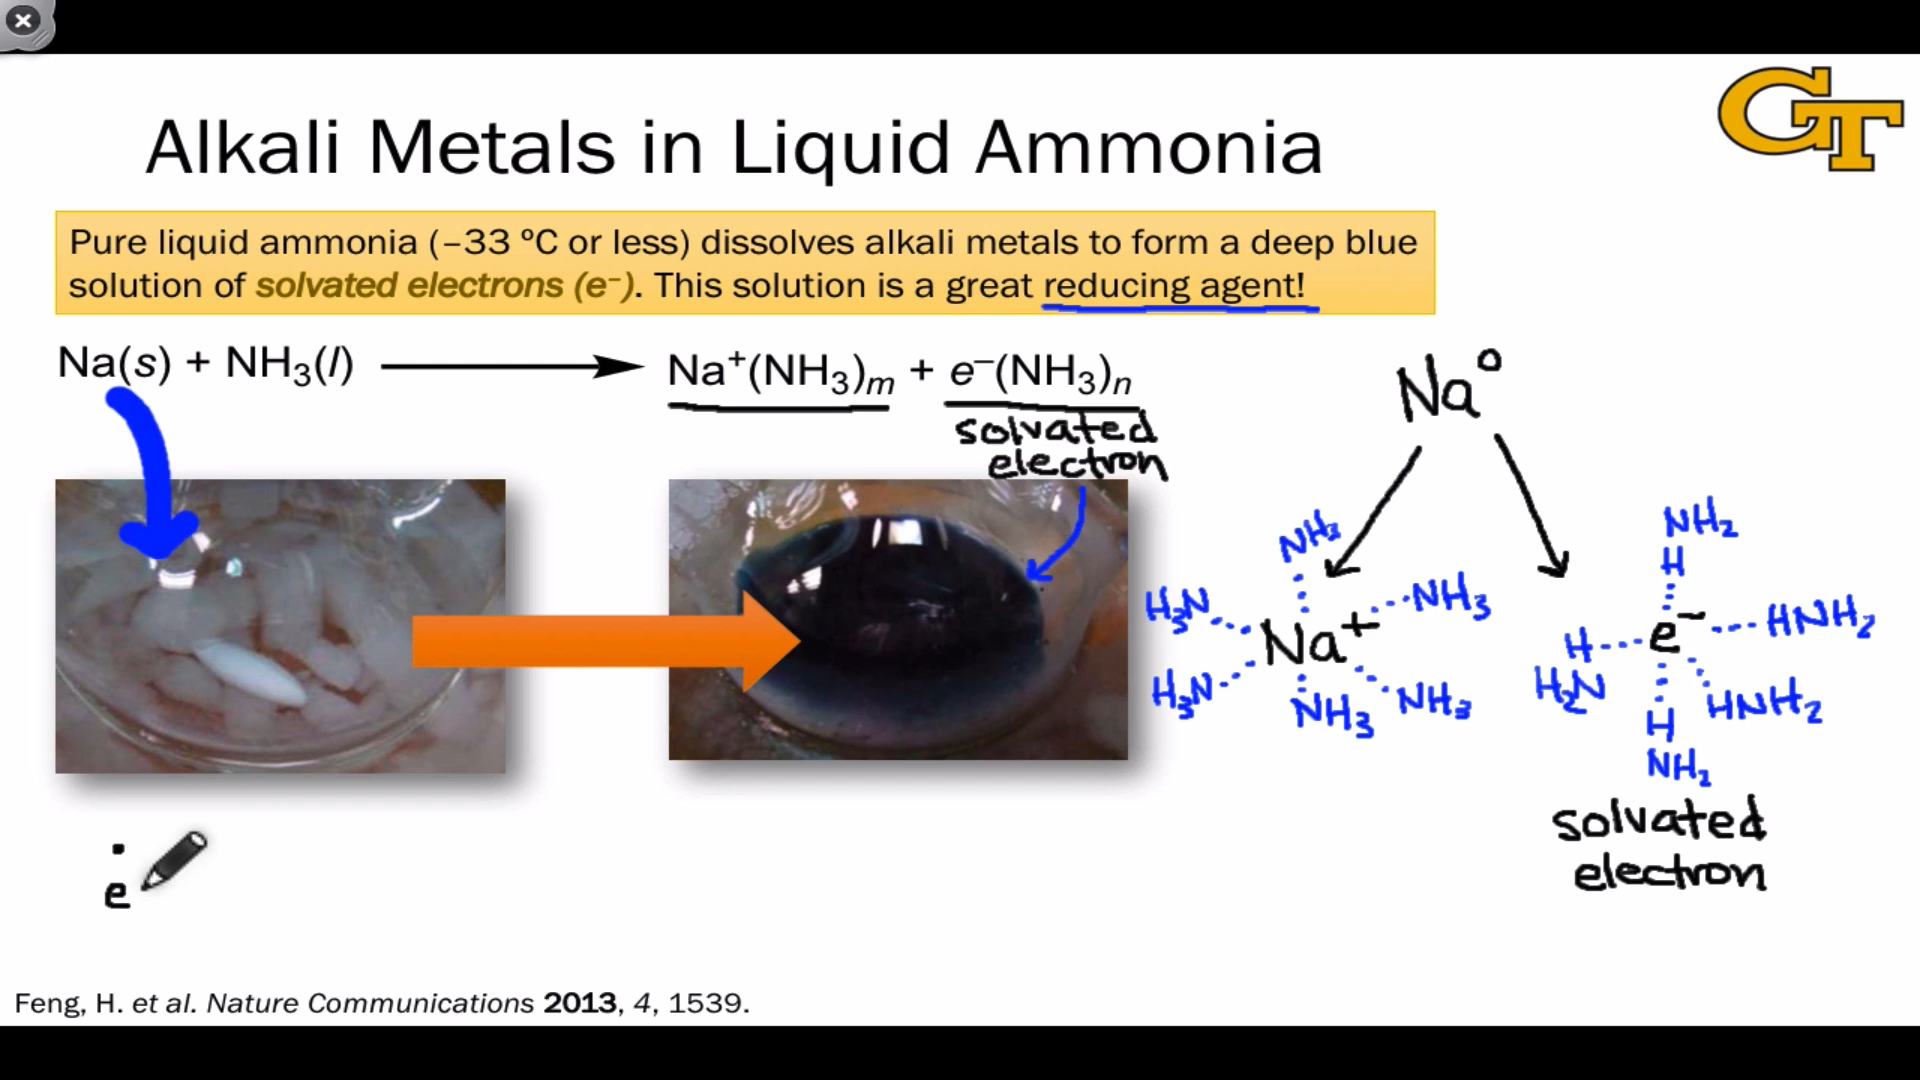 GT
Alkali Metals in Liquid Ammonia
Pure liquid ammonia (–33 ºC or less) dissolves alkali metals to form a deep blue
solution of solvated electrons (e⁻). This solution is a great reducing agent!
Na(s) + NH₃(l)
Na⁺(NH₃)ₘ + e⁻(NH₃)ₙ
solvated
electron
Na⁰
NH₃
H₃N
NH₃
Na⁺
H₃N
NH₃
NH₃
NH₂
H
e⁻
HNH₂
H
H₂N
HNH₂
H
NH₂
solvated
electron
·
e
Feng, H. et al. Nature Communications 2013, 4, 1539.